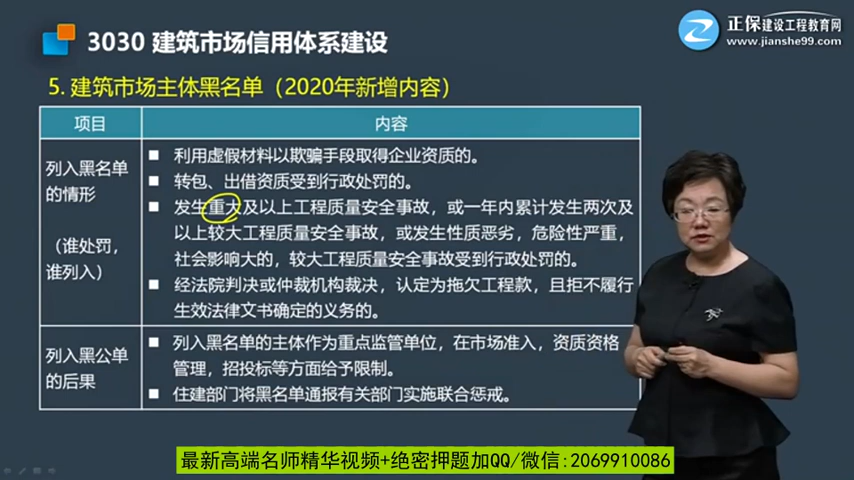 3030 建筑市场信用体系建设
正保建设工程教育网
www.jianshe99.com
5. 建筑市场主体黑名单（2020年新增内容）
项目
内容
列入黑名单
的情形
（谁处罚，
谁列入）
■ 利用虚假材料以欺骗手段取得企业资质的。
■ 转包、出借资质受到行政处罚的。
■ 发生重大及以上工程质量安全事故，或一年内累计发生两次及
以上较大工程质量安全事故，或发生性质恶劣，危险性严重，
社会影响大的，较大工程质量安全事故受到行政处罚的。
■ 经法院判决或仲裁机构裁决，认定为拖欠工程款，且拒不履行
生效法律文书确定的义务的。
列入黑公单
的后果
■ 列入黑名单的主体作为重点监管单位，在市场准入，资质资格
管理，招投标等方面给予限制。
■ 住建部门将黑名单通报有关部门实施联合惩戒。
最新高端名师精华视频+绝密押题加QQ/微信:2069910086